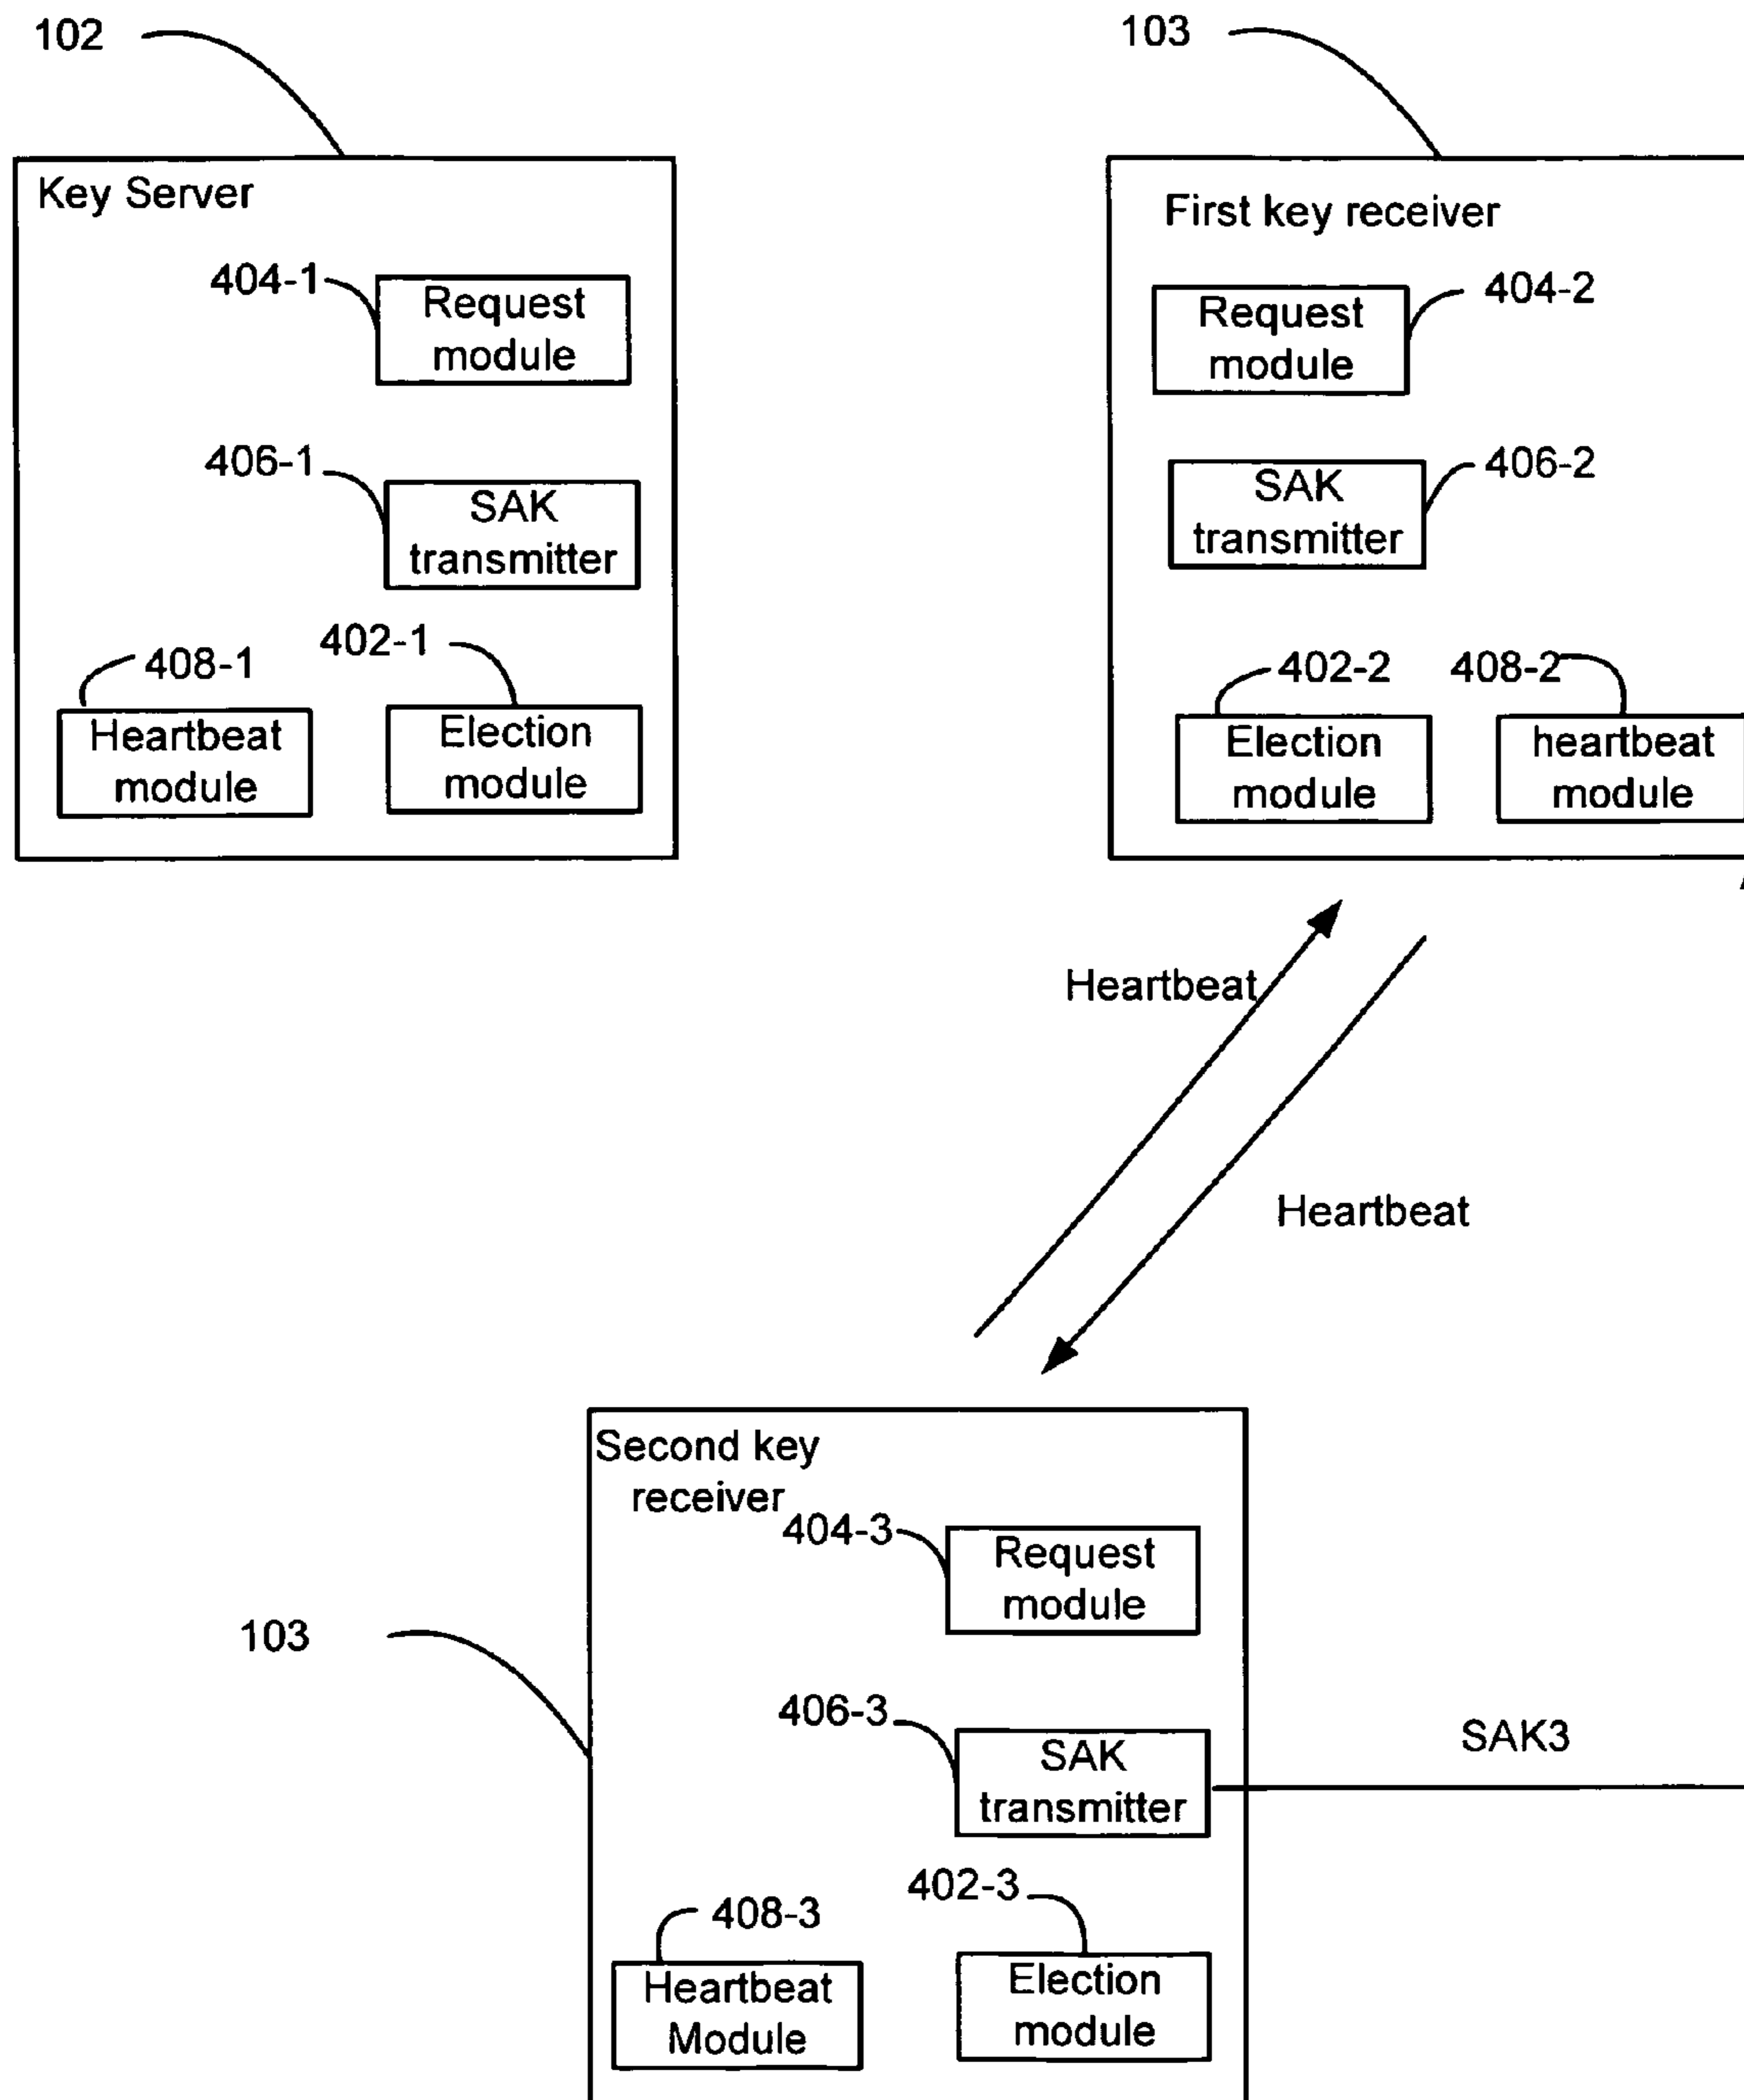 102
103
Key Server
First key receiver
404-1
Request
module
404-2
Request
module
406-1
SAK
transmitter
406-2
SAK
transmitter
408-1
402-1
Heartbeat
module
Election
module
402-2
408-2
Election
module
heartbeat
module
Heartbeat
Heartbeat
Second key
receiver
404-3
Request
module
103
406-3
SAK
transmitter
SAK3
408-3
402-3
Heartbeat
Module
Election
module